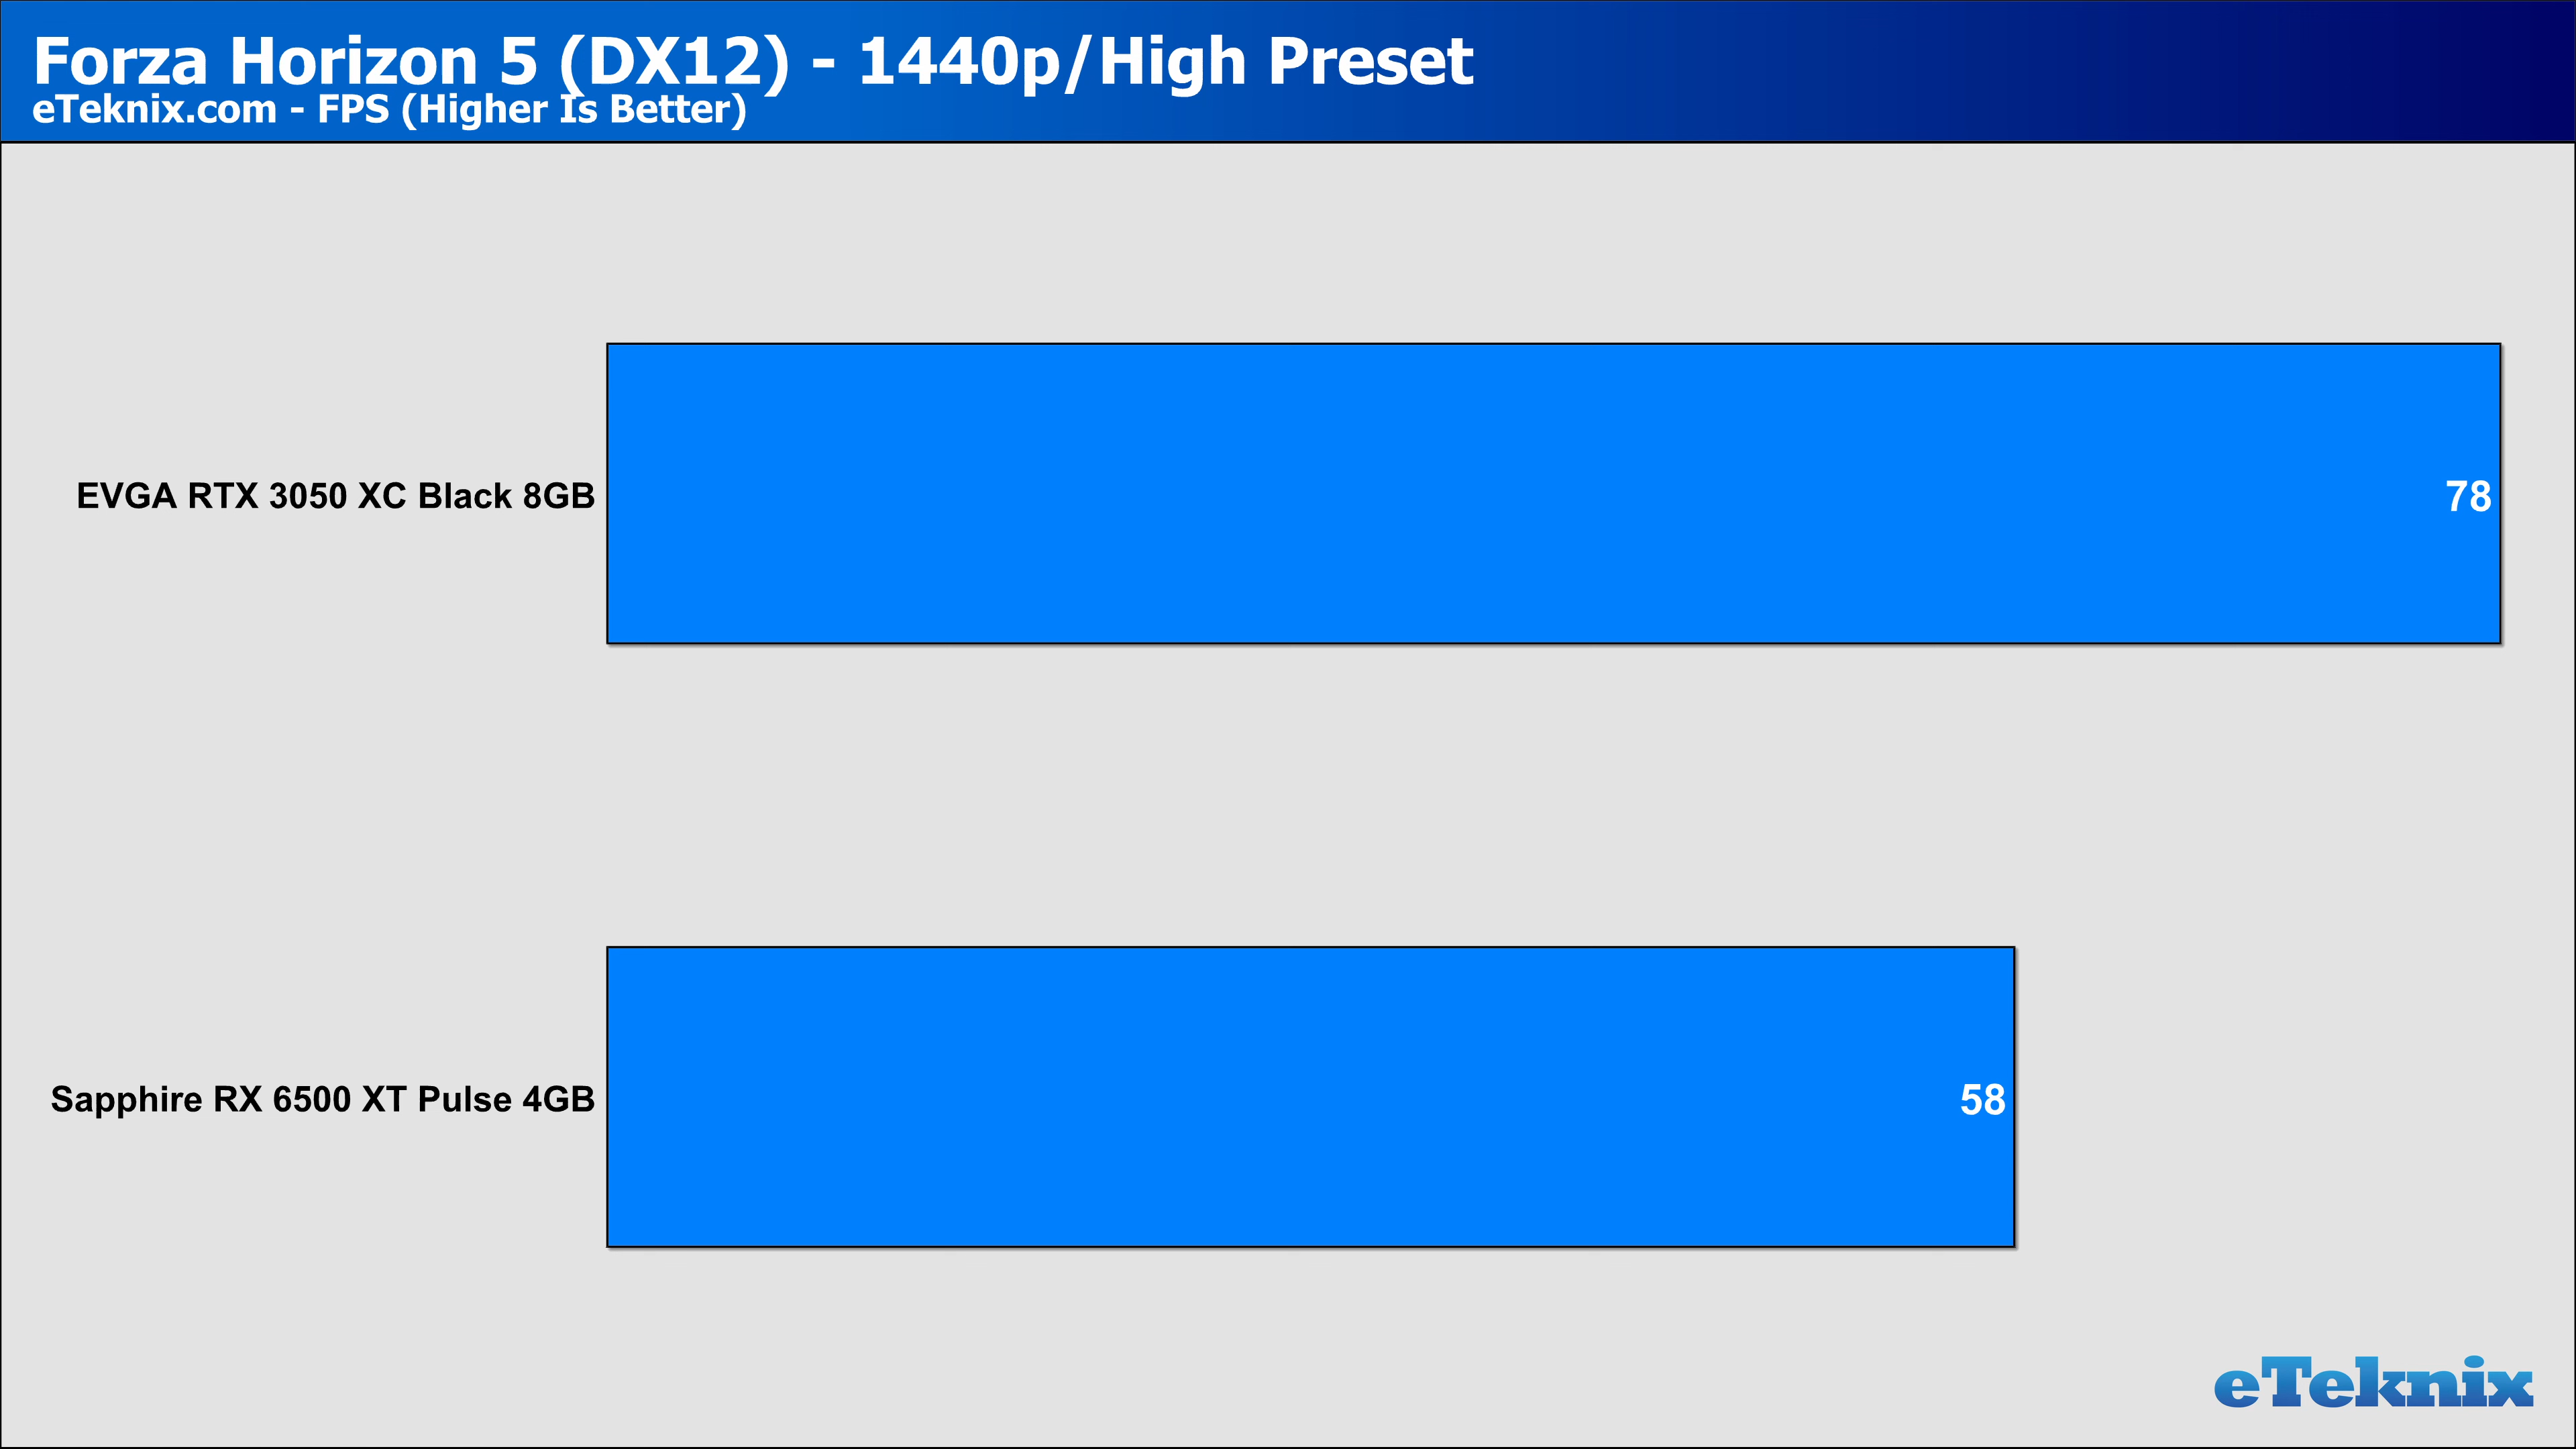 Forza Horizon 5 (DX12) - 1440p/High Preset
eTeknix.com - FPS (Higher Is Better)
EVGA RTX 3050 XC Black 8GB
78
Sapphire RX 6500 XT Pulse 4GB
58
eTeknix